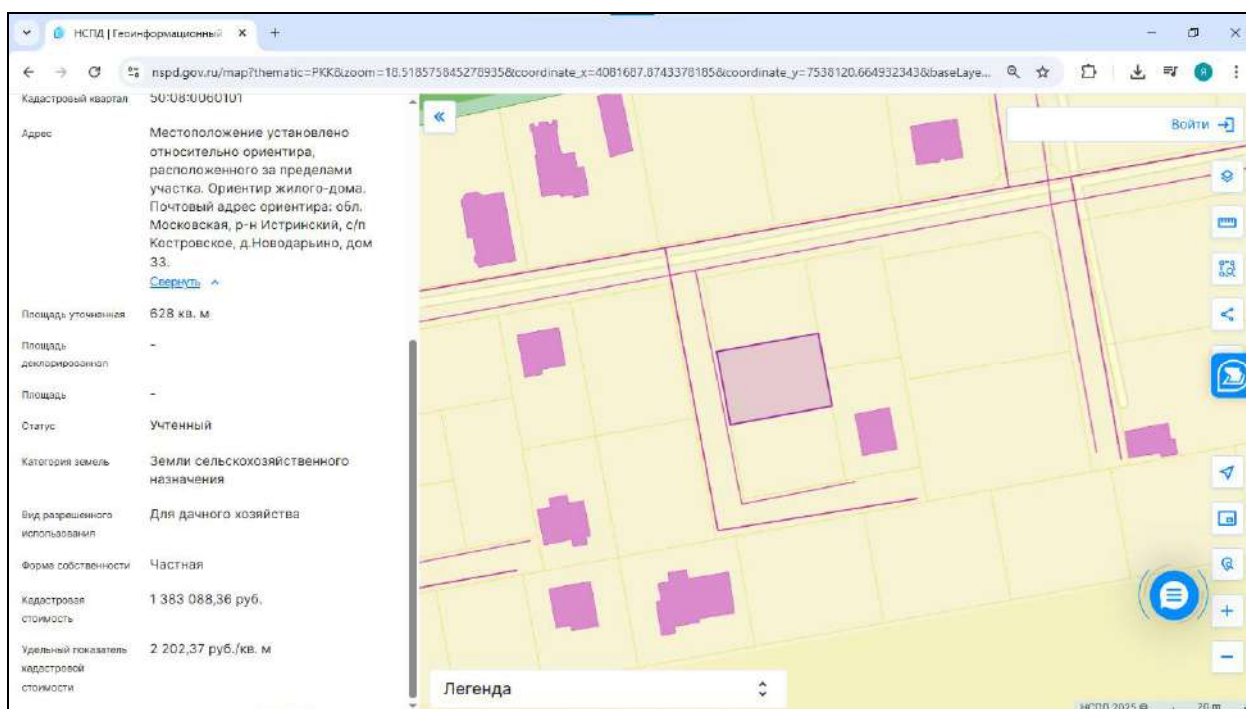 НСПД | Геоинформационный
nspd.gov.ru/map?thematic=PKK&zoom=18.518575845278935&coordinate_x=4081687.8743378185&coordinate_y=7538120.664932343&baseLaye...
Я
Кадастровый квартал
50:08:0060101
Адрес
Местоположение установлено
относительно ориентира,
расположенного за пределами
участка. Ориентир жилого-дома.
Почтовый адрес ориентира: обл.
Московская, р-н Истринский, с/п
Костровское, д.Новодарьино, дом
33.
Свернуть
Площадь уточненная
628 кв. м
Площадь
декларированная
-
Площадь
-
Статус
Учтенный
Категория земель
Земли сельскохозяйственного
назначения
Вид разрешенного
использования
Для дачного хозяйства
Форма собственности
Частная
Кадастровая
стоимость
1 383 088,36 руб.
Удельный показатель
кадастровой
стоимости
2 202,37 руб./кв. м
Войти
Легенда
НСПД 2025 ©
20 m